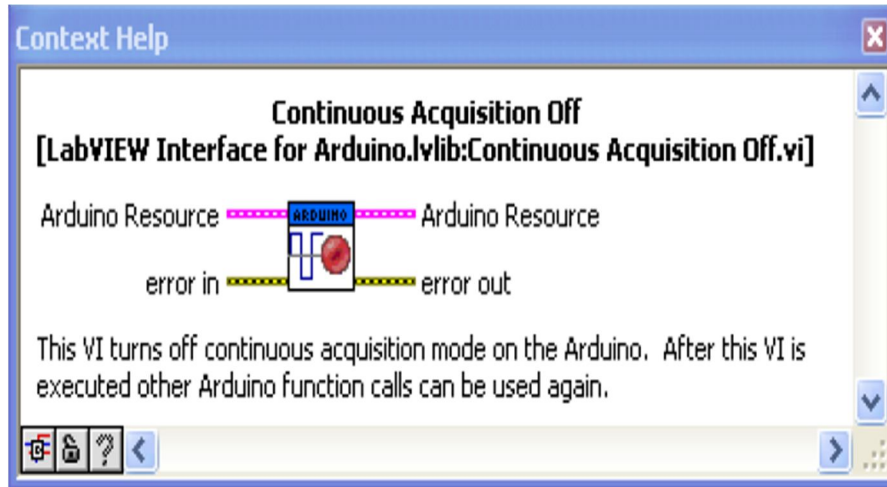 Context Help
Continuous Acquisition Off
[LabVIEW Interface for Arduino.lvlib:Continuous Acquisition Off.vi]
Arduino Resource
ARDUINO
Arduino Resource
error in
error out
This VI turns off continuous acquisition mode on the Arduino. After this VI is
executed other Arduino function calls can be used again.
?